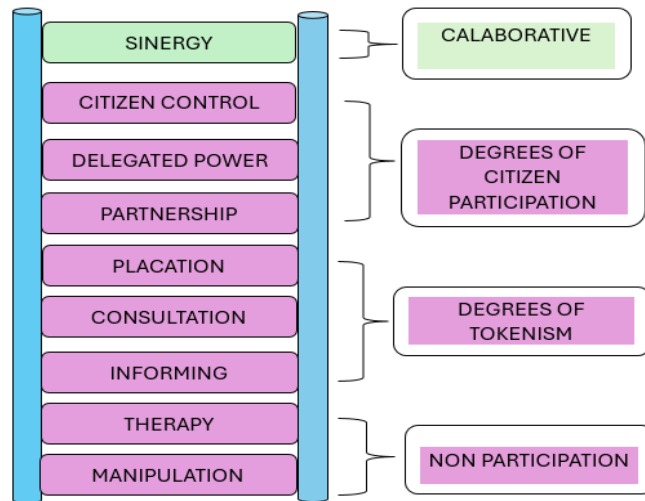 SINERGY
CALABORATIVE
CITIZEN CONTROL
DELEGATED POWER
PARTNERSHIP
DEGREES OF
CITIZEN
PARTICIPATION
PLACATION
CONSULTATION
INFORMING
DEGREES OF
TOKENISM
THERAPY
MANIPULATION
NON PARTICIPATION